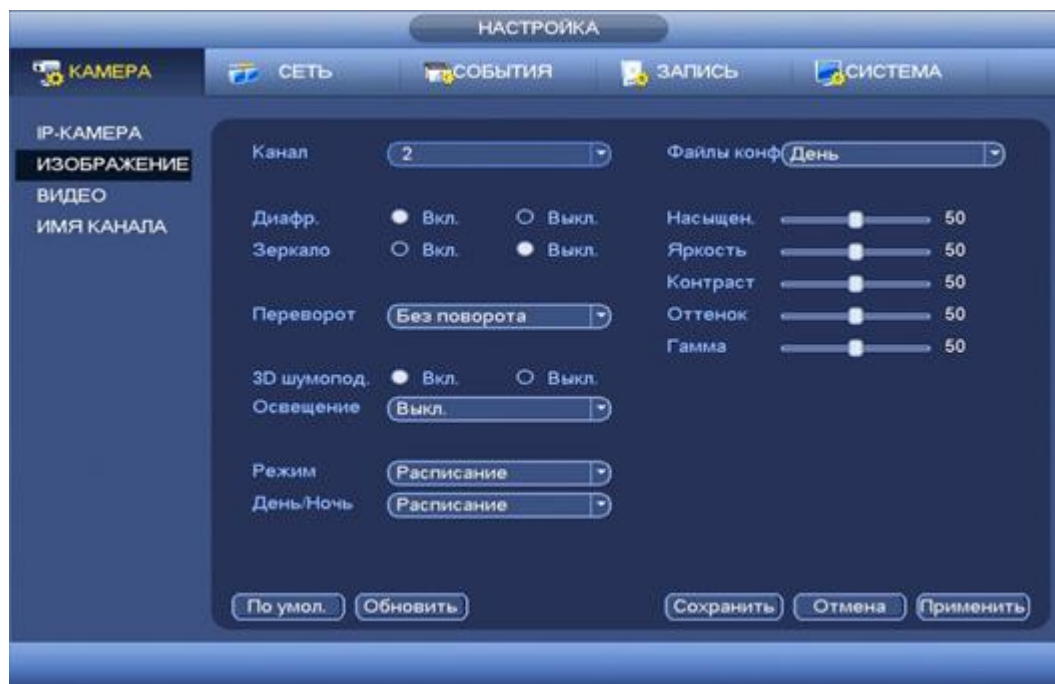 НАСТРОЙКА
КАМЕРА СЕТЬ СОБЫТИЯ ЗАПИСЬ СИСТЕМА
IP-КАМЕРА
ИЗОБРАЖЕНИЕ
ВИДЕО
ИМЯ КАНАЛА
Канал 2 Файлы конф День
Диафр. Вкл. Выкл. Насыщен. 50
Зеркало Вкл. Выкл. Яркость 50
Контраст 50
Переворот Без поворота Оттенок 50
Гамма 50
3D шумопод. Вкл. Выкл.
Освещение Выкл.
Режим Расписание
День/Ночь Расписание
По умол. Обновить Сохранить Отмена Применить